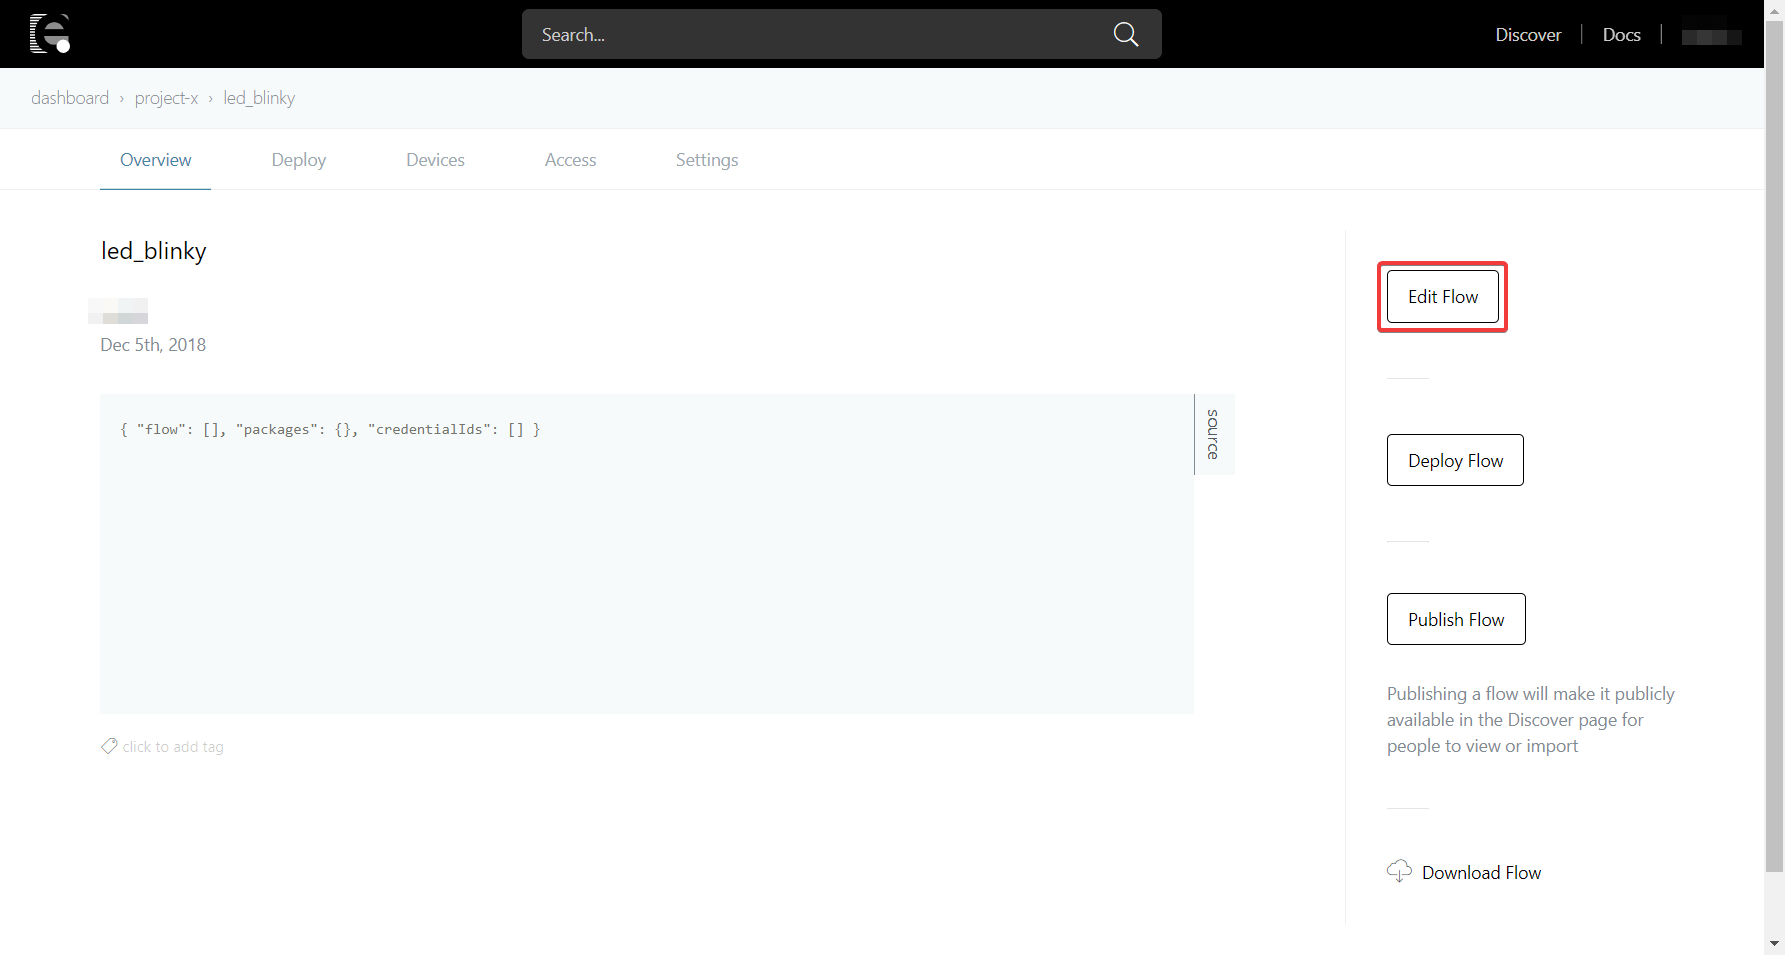 Search...
Discover
Docs
dashboard › project-x › led_blinky
Overview
Deploy
Devices
Access
Settings
led_blinky
Dec 5th, 2018
{ "flow": [], "packages": {}, "credentialIds": [] }
source
click to add tag
Edit Flow
Deploy Flow
Publish Flow
Publishing a flow will make it publicly
available in the Discover page for
people to view or import
Download Flow